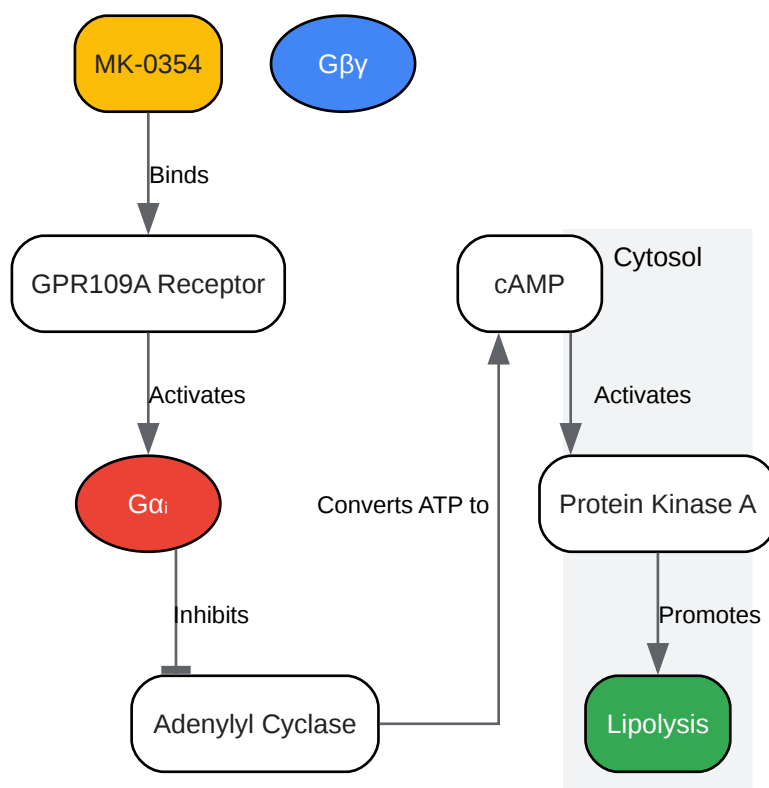 MK-0354
Gβγ
Binds
GPR109A Receptor
cAMP
Cytosol
Activates
Activates
Gαᵢ
Converts ATP to
Protein Kinase A
Inhibits
Promotes
Adenylyl Cyclase
Lipolysis